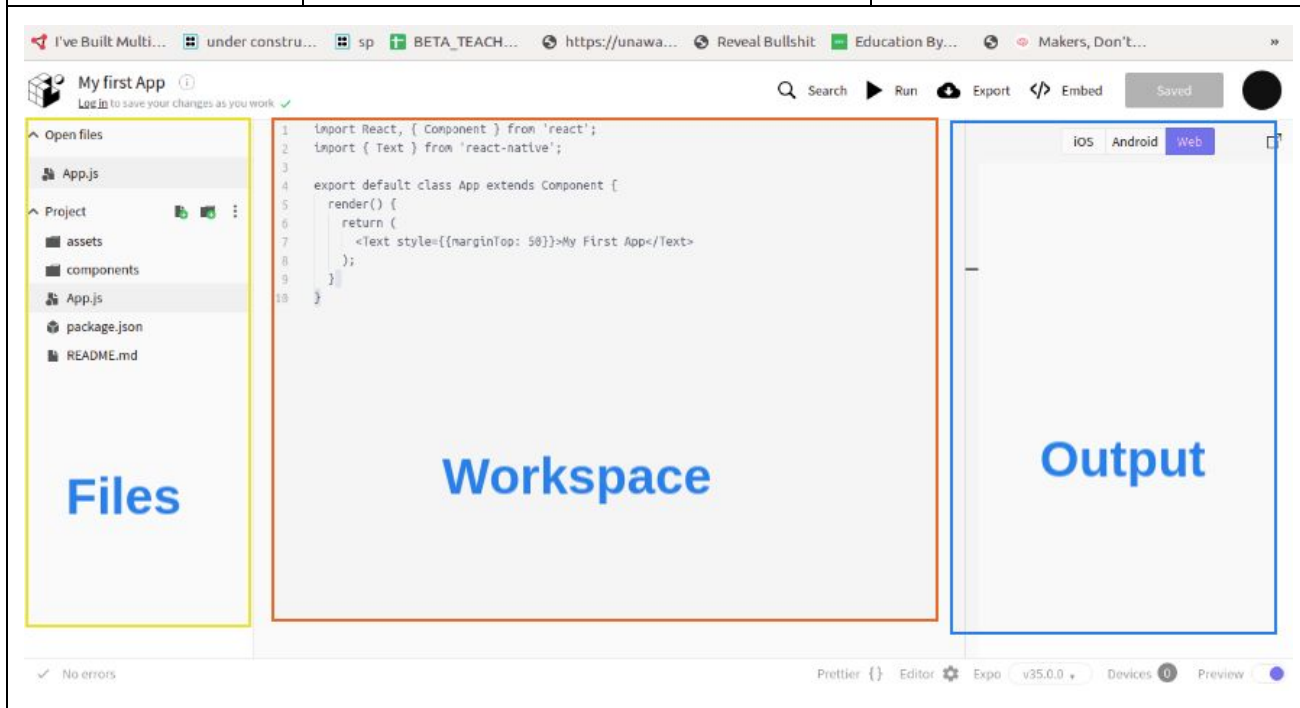 I've Built Multi... under constru... sp BETA_TEACH... https://unawa... Reveal Bullshit Education By... Makers, Don't... »
My first App
Log in to save your changes as you work
Search Run Export </> Embed Saved
Open files
App.js
Project
assets
components
App.js
package.json
README.md
Files
1 import React, { Component } from 'react';
2 import { Text } from 'react-native';
3
4 export default class App extends Component {
5 render() {
6 return (
7 <Text style={{marginTop: 50}}>My First App</Text>
8 );
9 }
10 }
Workspace
iOS Android Web
Output
No errors
Prettier {} Editor Expo v35.0.0 Devices 0 Preview